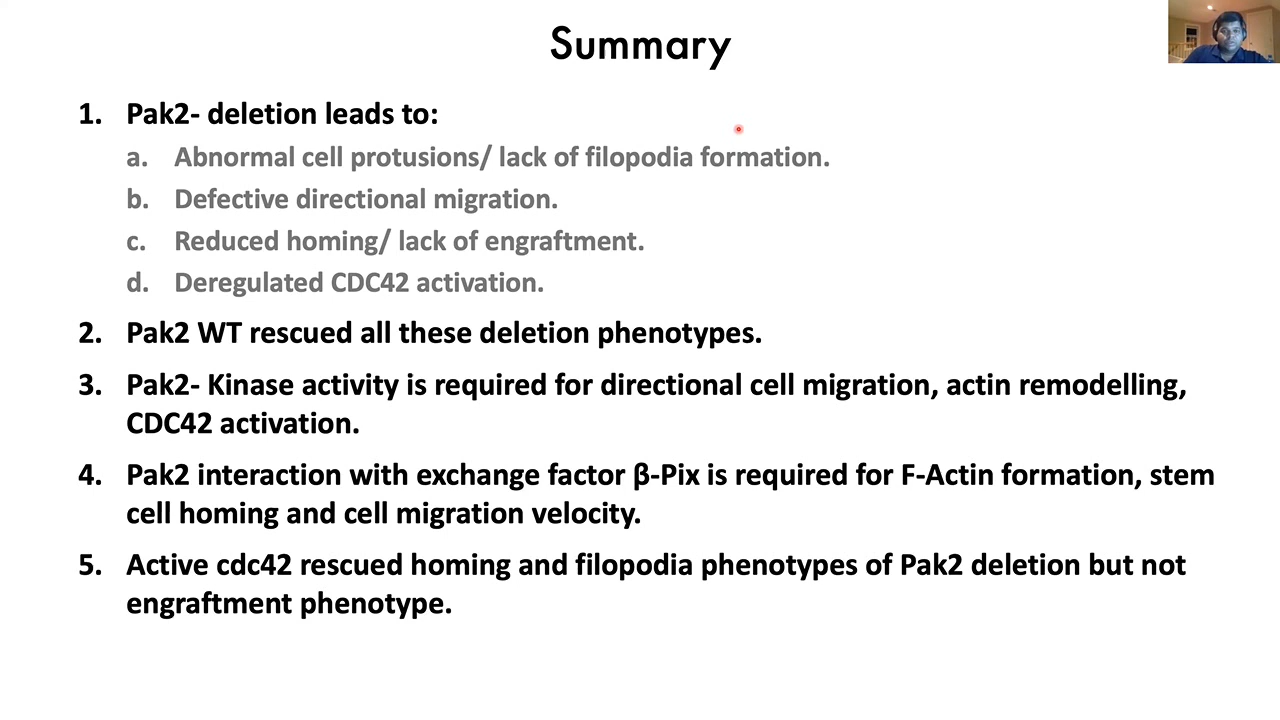 Summary
1. Pak2- deletion leads to:
a. Abnormal cell protusions/ lack of filopodia formation.
b. Defective directional migration.
c. Reduced homing/ lack of engraftment.
d. Deregulated CDC42 activation.
2. Pak2 WT rescued all these deletion phenotypes.
3. Pak2- Kinase activity is required for directional cell migration, actin remodelling,
CDC42 activation.
4. Pak2 interaction with exchange factor β-Pix is required for F-Actin formation, stem
cell homing and cell migration velocity.
5. Active cdc42 rescued homing and filopodia phenotypes of Pak2 deletion but not
engraftment phenotype.